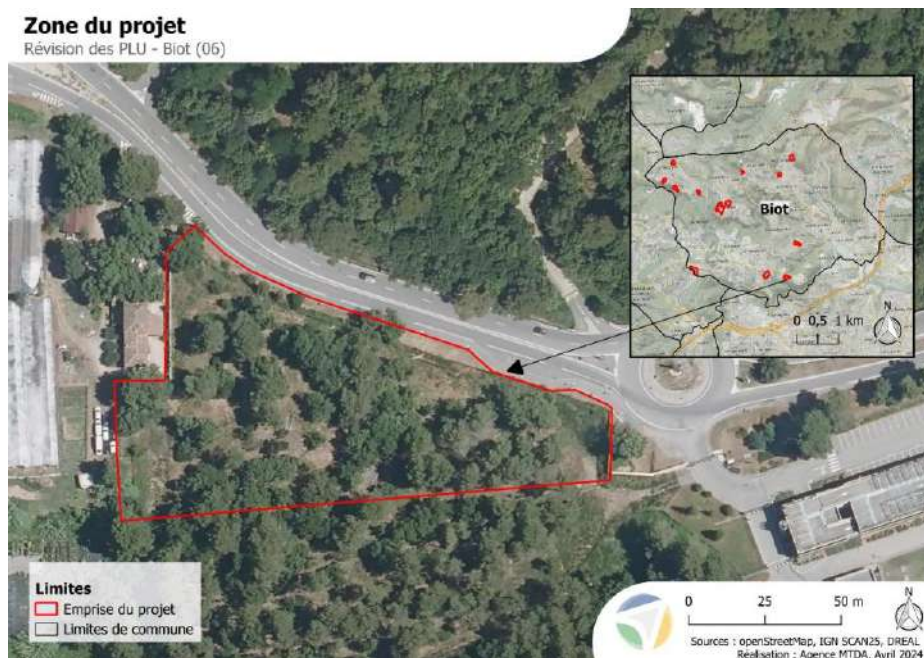 Zone du projet
Révision des PLU - Biot (06)
Biot
N
0 0,5 1 km
Limites
Emprise du projet
Limites de commune
0 25 50 m
N
Sources : openStreetMap, IGN SCAN25, DREAL
Réalisation : Agence MTDA, Avril 2024